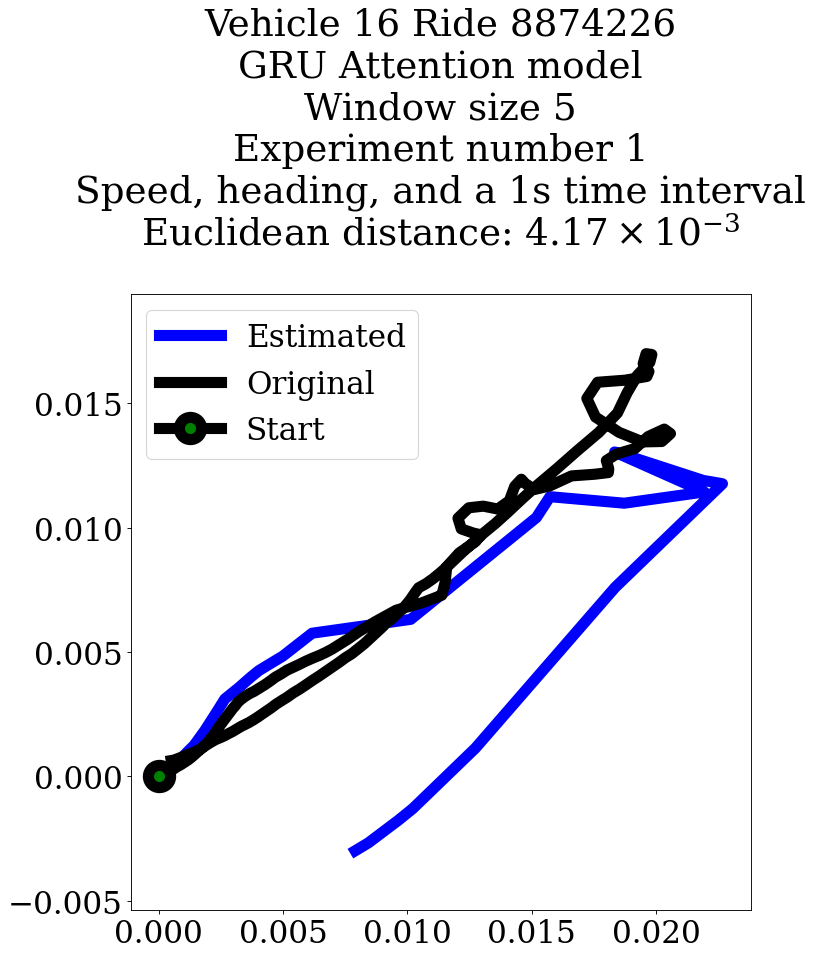 Vehicle 16 Ride 8874226
GRU Attention model
Window size 5
Experiment number 1
Speed, heading, and a 1s time interval
Euclidean distance: 4.17 × 10⁻³
Estimated
Original
Start
0.015
0.010
0.005
0.000
−0.005
0.000 0.005 0.010 0.015 0.020